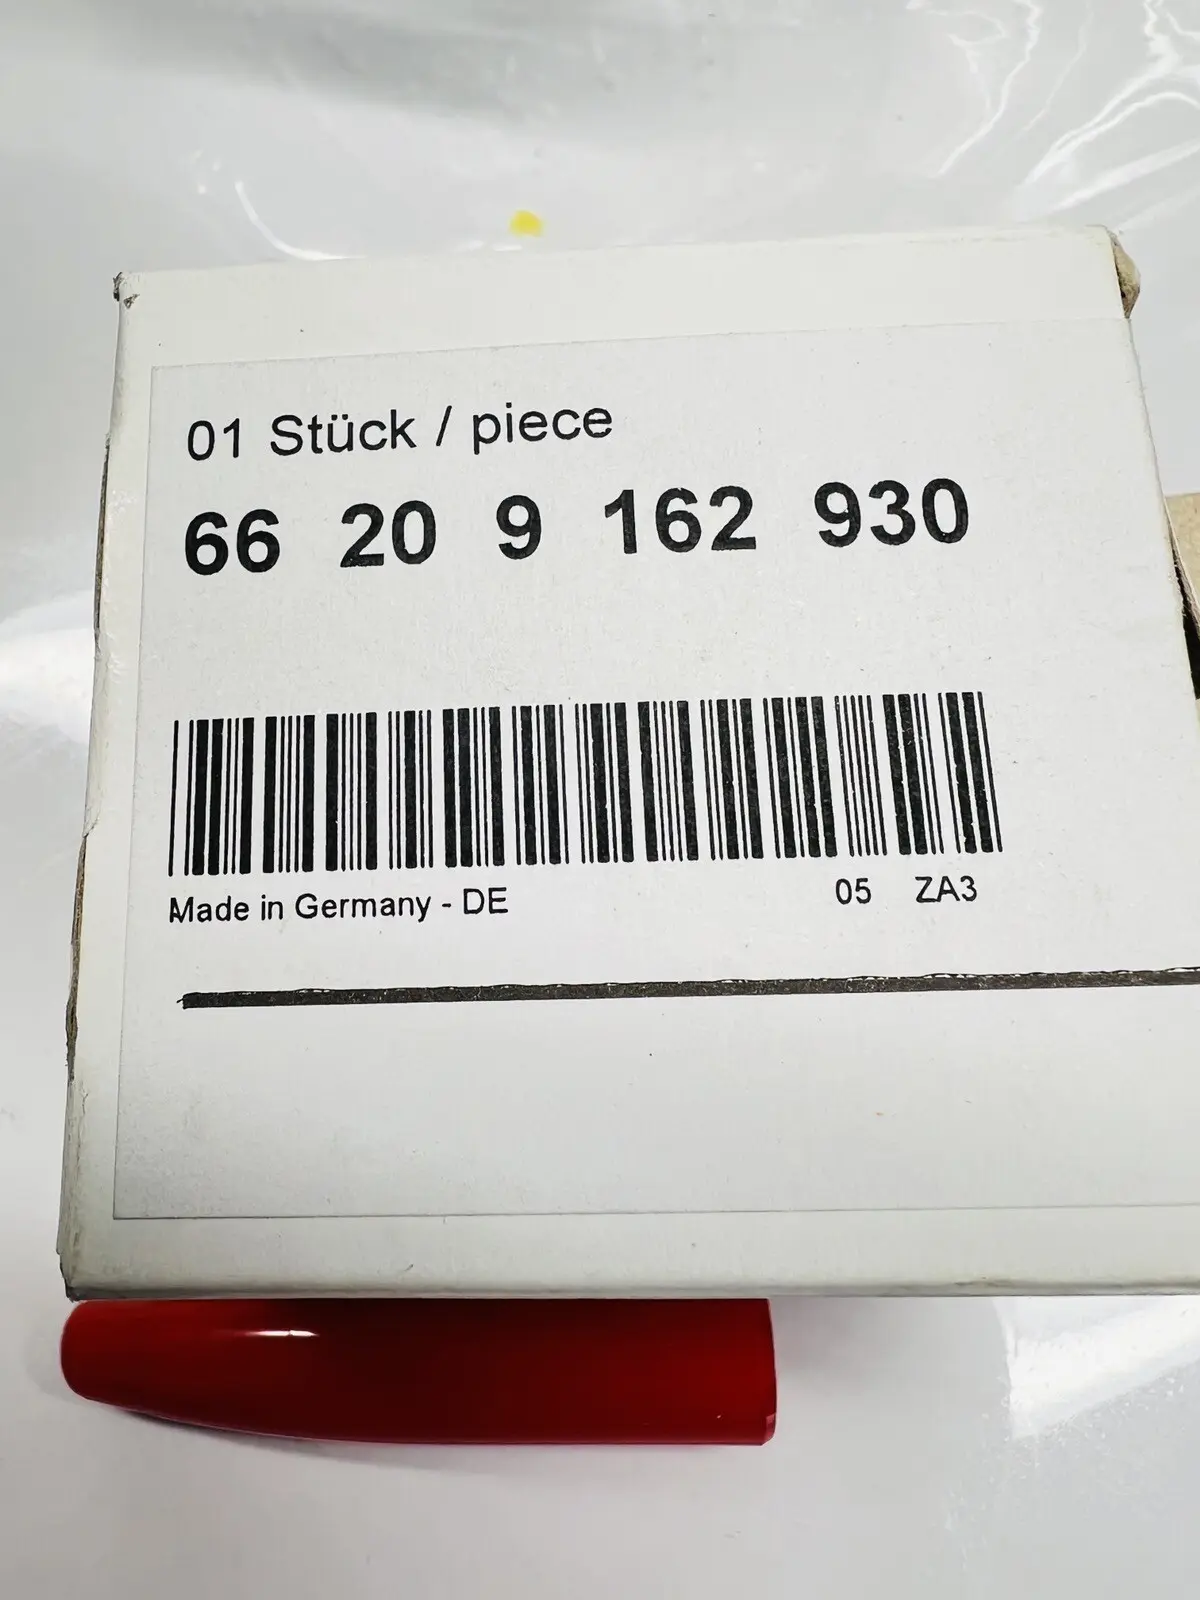 01 Stück / piece
66 20 9 162 930
Made in Germany - DE 05 ZA3